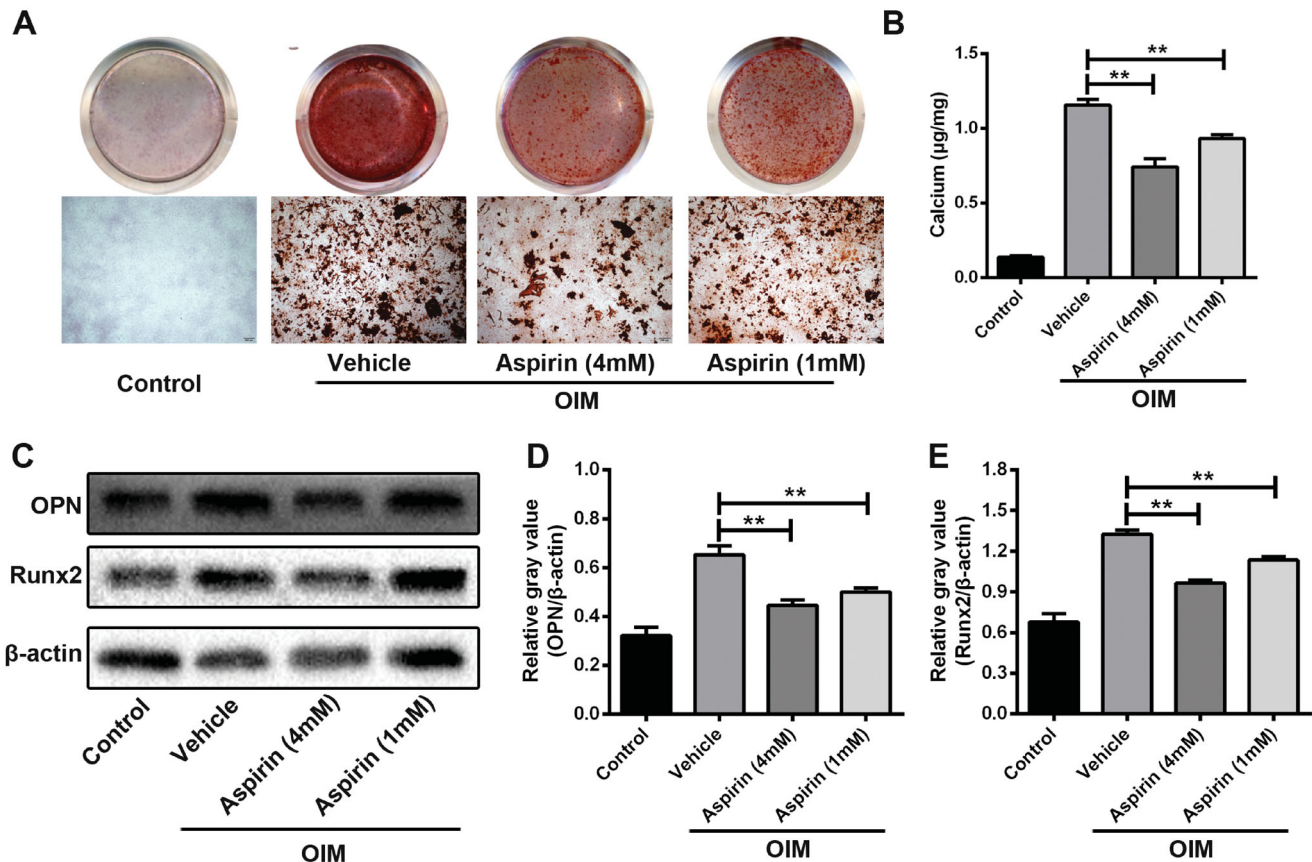 A
Control
Vehicle
Aspirin (4mM)
Aspirin (1mM)
OIM
B
Calcium (µg/mg)
1.5
1.0
0.5
0.0
**
**
Control
Vehicle
Aspirin (4mM)
Aspirin (1mM)
OIM
C
OPN
Runx2
β-actin
Control
Vehicle
Aspirin (4mM)
Aspirin (1mM)
OIM
D
Relative gray value
(OPN/β-actin)
1.0
0.8
0.6
0.4
0.2
0.0
**
**
Control
Vehicle
Aspirin (4mM)
Aspirin (1mM)
OIM
E
Relative gray value
(Runx2/β-actin)
1.8
1.5
1.2
0.9
0.6
0.3
0.0
**
**
Control
Vehicle
Aspirin (4mM)
Aspirin (1mM)
OIM